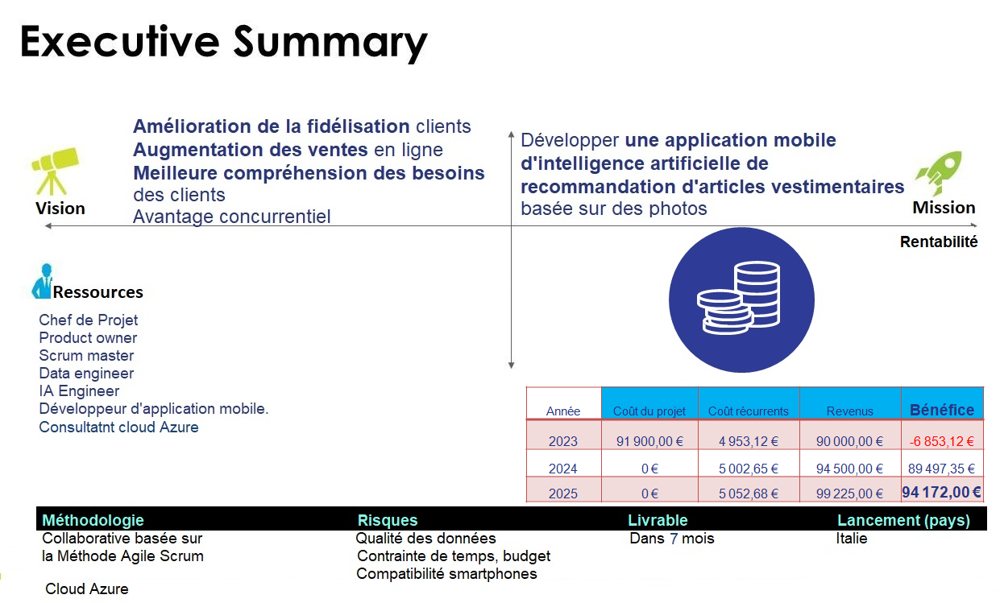 Executive Summary
Amélioration de la fidélisation clients
Augmentation des ventes en ligne
Meilleure compréhension des besoins
des clients
Avantage concurrentiel
Vision
Développer une application mobile
d'intelligence artificielle de
recommandation d'articles vestimentaires
basée sur des photos
Mission
Rentabilité
Ressources
Chef de Projet
Product owner
Scrum master
Data engineer
IA Engineer
Développeur d'application mobile.
Consultatnt cloud Azure
Année Coût du projet Coût récurrents Revenus Bénéfice
2023 91 900,00 € 4 953,12 € 90 000,00 € -6 853,12 €
2024 0 € 5 002,65 € 94 500,00 € 89 497,35 €
2025 0 € 5 052,68 € 99 225,00 € 94 172,00 €
Méthodologie Risques Livrable Lancement (pays)
Collaborative basée sur Qualité des données Dans 7 mois Italie
la Méthode Agile Scrum Contrainte de temps, budget
Compatibilité smartphones
Cloud Azure